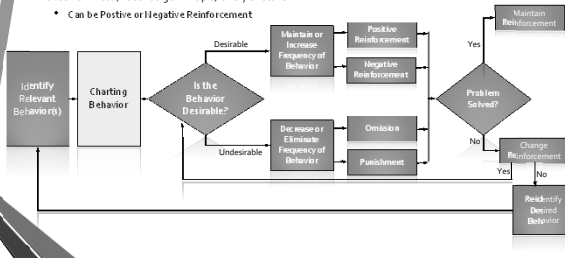 • Can be Postive or Negative Reinforcement
Identify
Relevant
Behavior(s)
Charting
Behavior
Is the
Behavior
Desirable?
Desirable
Undesirable
Maintain or
Increase
Frequency of
Behavior
Decrease or
Eliminate
Frequency of
Behavior
Positive
Reinforcement
Negative
Reinforcement
Omission
Punishment
Problem
Solved?
Yes
No
Maintain
Reinforcement
Change
Reinforcement
Yes
No
Reidentify
Desired
Behavior